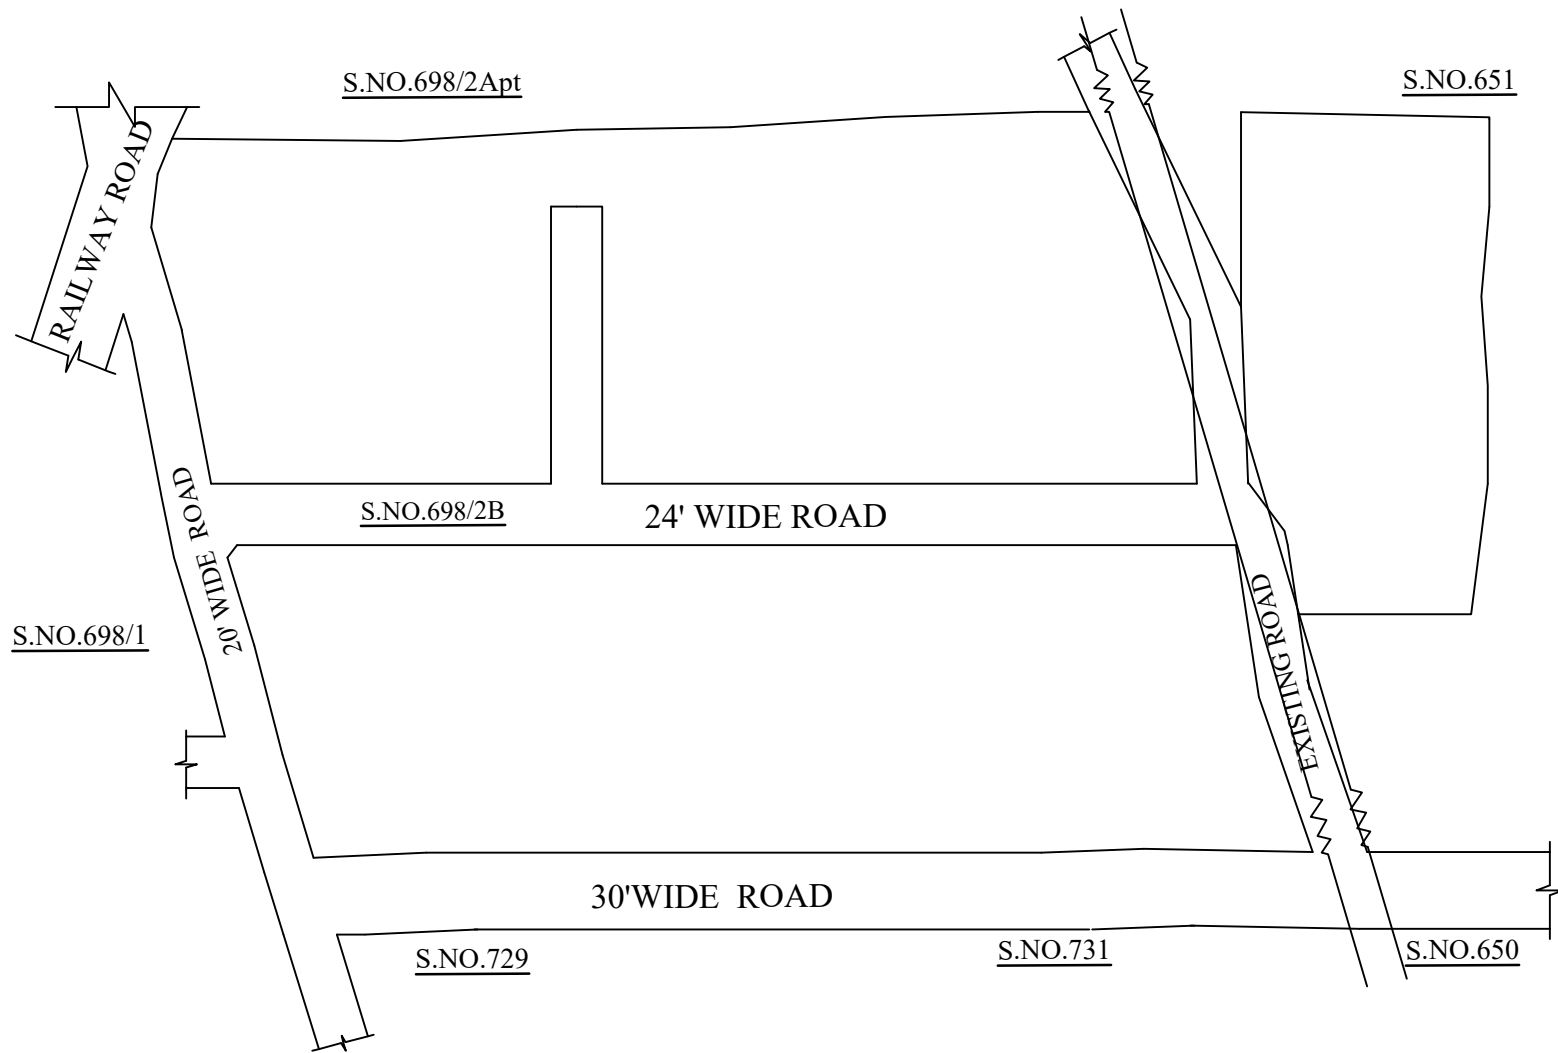 S.NO.698/2Apt
S.NO.651
RAILWAY ROAD
20' WIDE ROAD
S.NO.698/2B
24' WIDE ROAD
S.NO.698/1
EXISTING ROAD
30'WIDE ROAD
S.NO.729
S.NO.731
S.NO.650